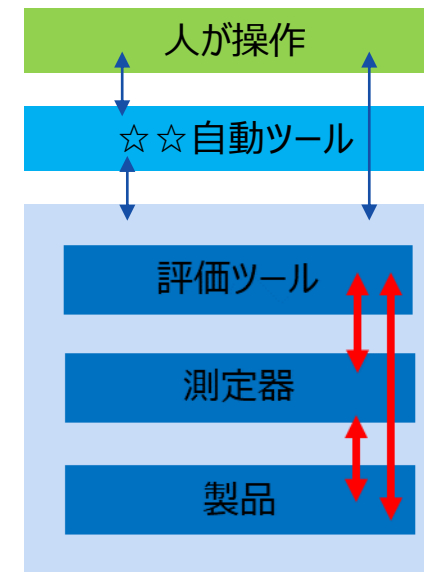 人が操作
☆☆自動ツール
評価ツール
測定器
製品